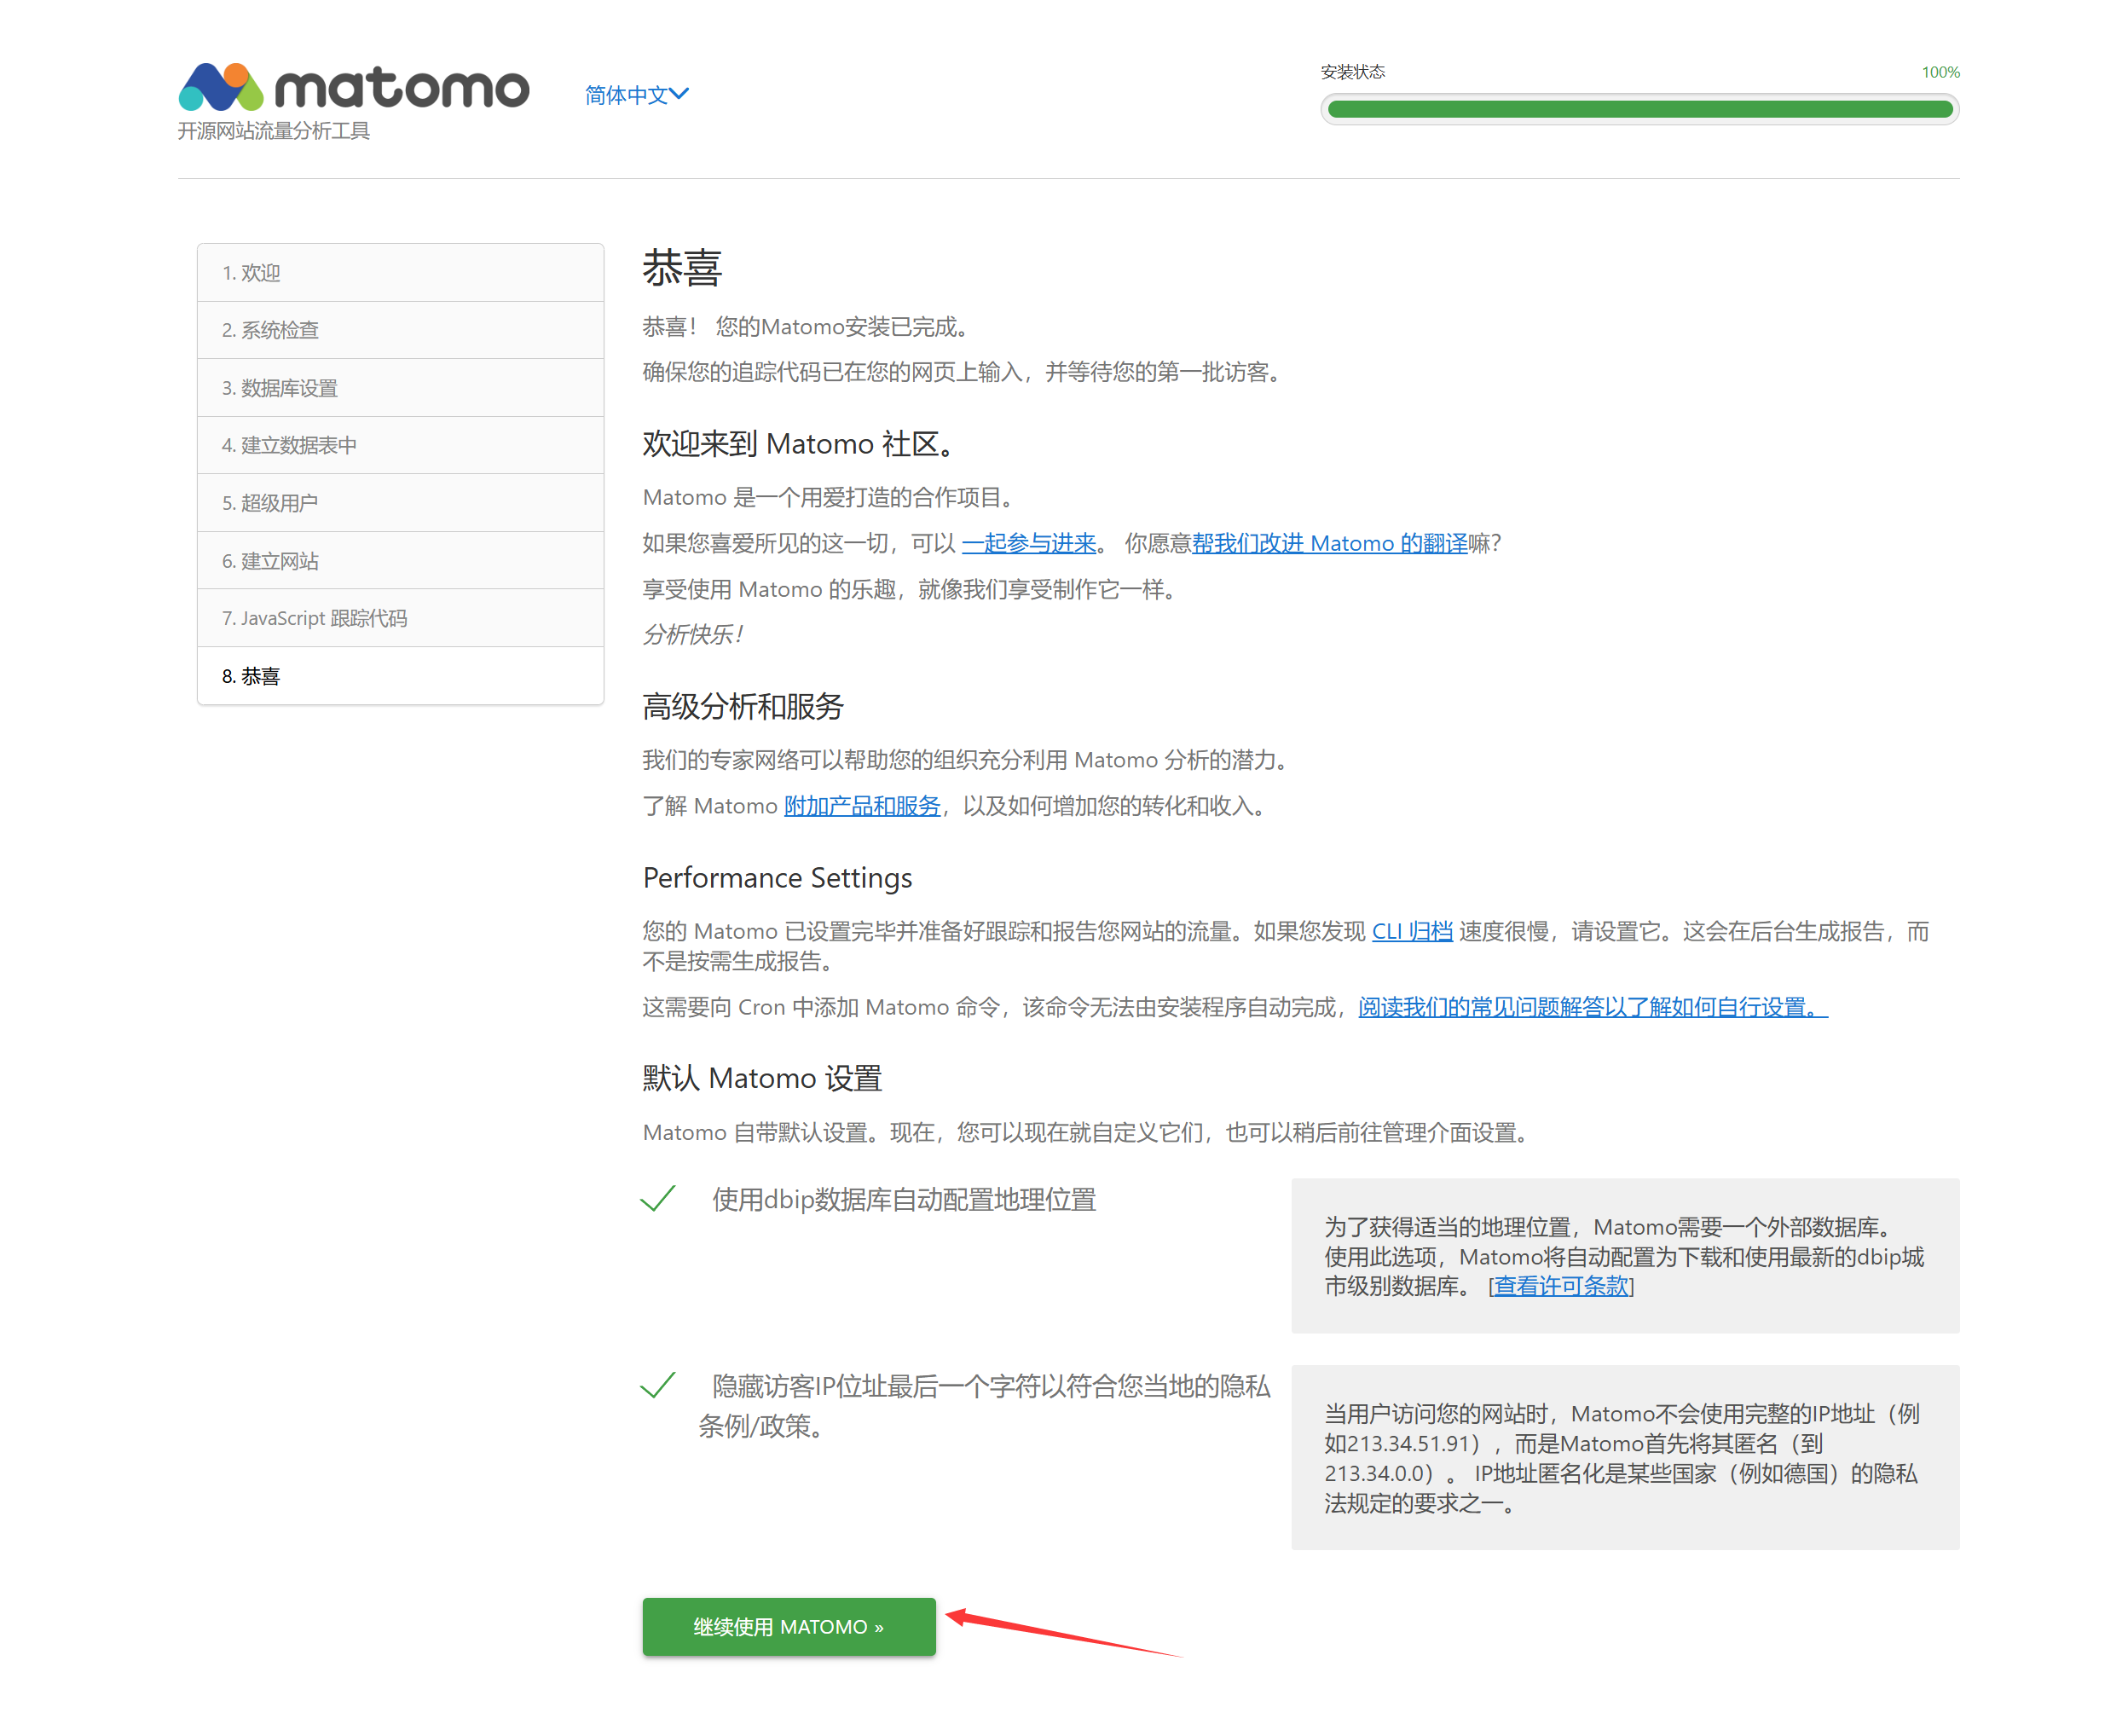 matomo
开源网站流量分析工具
简体中文
安装状态
100%
1. 欢迎
2. 系统检查
3. 数据库设置
4. 建立数据表中
5. 超级用户
6. 建立网站
7. JavaScript 跟踪代码
8. 恭喜
恭喜
恭喜! 您的Matomo安装已完成。
确保您的追踪代码已在您的网页上输入，并等待您的第一批访客。
欢迎来到 Matomo 社区。
Matomo 是一个用爱打造的合作项目。
如果您喜爱所见的这一切，可以 一起参与进来。 你愿意帮我们改进 Matomo 的翻译嘛?
享受使用 Matomo 的乐趣，就像我们享受制作它一样。
分析快乐！
高级分析和服务
我们的专家网络可以帮助您的组织充分利用 Matomo 分析的潜力。
了解 Matomo 附加产品和服务，以及如何增加您的转化和收入。
Performance Settings
您的 Matomo 已设置完毕并准备好跟踪和报告您网站的流量。如果您发现 CLI 归档 速度很慢，请设置它。这会在后台生成报告，而
不是按需生成报告。
这需要向 Cron 中添加 Matomo 命令，该命令无法由安装程序自动完成，阅读我们的常见问题解答以了解如何自行设置。
默认 Matomo 设置
Matomo 自带默认设置。现在，您可以现在就自定义它们，也可以稍后前往管理介面设置。
使用dbip数据库自动配置地理位置
为了获得适当的地理位置，Matomo需要一个外部数据库。
使用此选项，Matomo将自动配置为下载和使用最新的dbip城
市级别数据库。 [查看许可条款]
隐藏访客IP位址最后一个字符以符合您当地的隐私
条例/政策。
当用户访问您的网站时，Matomo不会使用完整的IP地址（例
如213.34.51.91），而是Matomo首先将其匿名（到
213.34.0.0）。 IP地址匿名化是某些国家（例如德国）的隐私
法规定的要求之一。
继续使用 MATOMO »